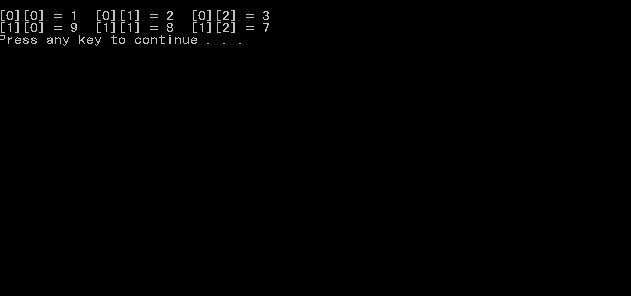 [0][0] = 1  [0][1] = 2  [0][2] = 3
[1][0] = 9  [1][1] = 8  [1][2] = 7
Press any key to continue . . .